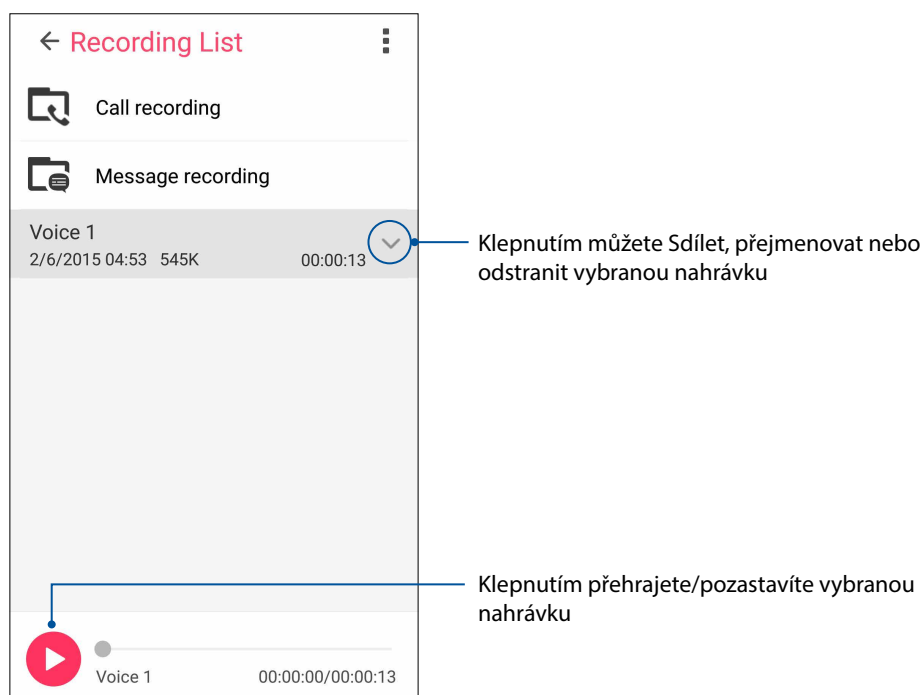 Recording List
Call recording
Message recording
Voice 1
2/6/2015 04:53 545K 00:00:13
Klepnutím můžete Sdílet, přejmenovat nebo
odstranit vybranou nahrávku
Klepnutím přehrajete/pozastavíte vybranou
nahrávku
Voice 1 00:00:00/00:00:13